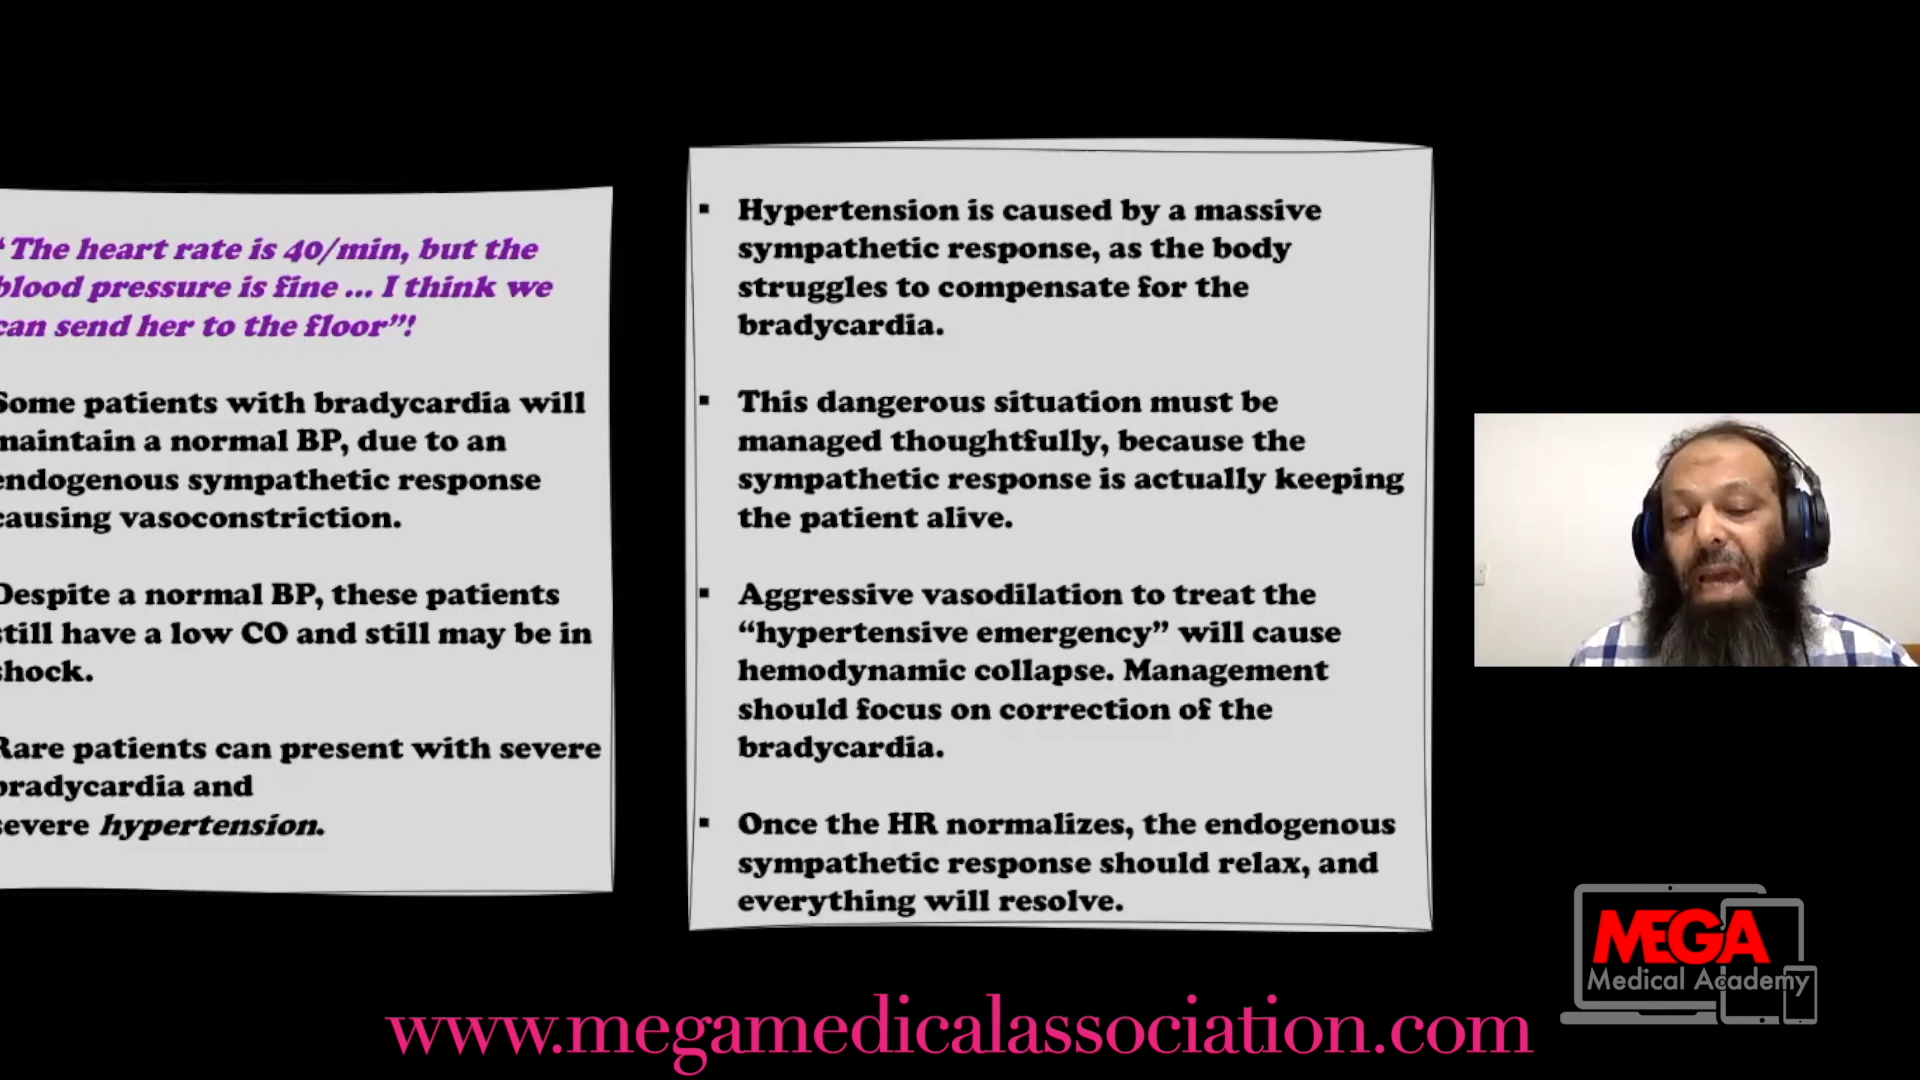 “The heart rate is 40/min, but the
blood pressure is fine ... I think we
can send her to the floor”!
Some patients with bradycardia will
maintain a normal BP, due to an
endogenous sympathetic response
causing vasoconstriction.
Despite a normal BP, these patients
still have a low CO and still may be in
shock.
Rare patients can present with severe
bradycardia and
severe hypertension.
▪ Hypertension is caused by a massive
sympathetic response, as the body
struggles to compensate for the
bradycardia.
▪ This dangerous situation must be
managed thoughtfully, because the
sympathetic response is actually keeping
the patient alive.
▪ Aggressive vasodilation to treat the
“hypertensive emergency” will cause
hemodynamic collapse. Management
should focus on correction of the
bradycardia.
▪ Once the HR normalizes, the endogenous
sympathetic response should relax, and
everything will resolve.
MEGA
Medical Academy
www.megamedicalassociation.com